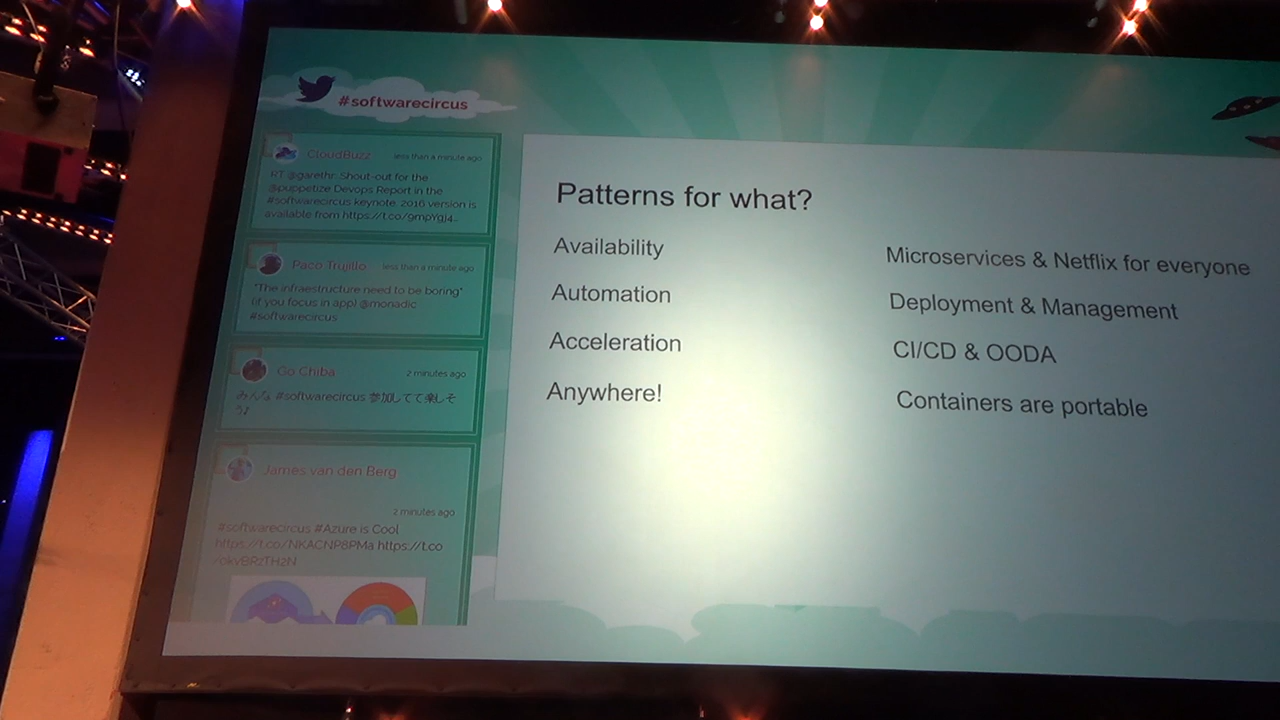 #softwarecircus
CloudBuzz less than a minute ago
RT @garethr: Shout-out for the
@puppetize Devops Report in the
#softwarecircus keynote. 2016 version is
available from https://t.co/9mpYgj4...
Paco Trujillo less than a minute ago
"The infraestructure need to be boring"
(if you focus in app) @monadic
#softwarecircus
Go Chiba 2 minutes ago
みんな #softwarecircus 参加してて楽しそ
う♪
James van den Berg
2 minutes ago
#softwarecircus #Azure is Cool
https://t.co/NKACNP8PMa https://t.co
/okvBR2TH2N
Patterns for what?
Availability
Microservices & Netflix for everyone
Automation
Deployment & Management
Acceleration
CI/CD & OODA
Anywhere!
Containers are portable